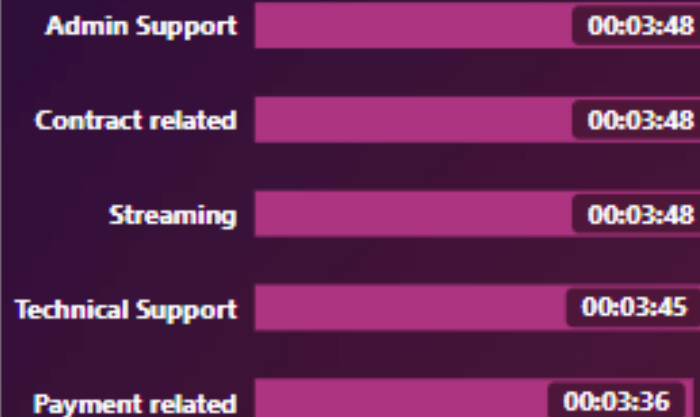 Admin Support 00:03:48
Contract related 00:03:48
Streaming 00:03:48
Technical Support 00:03:45
Payment related 00:03:36